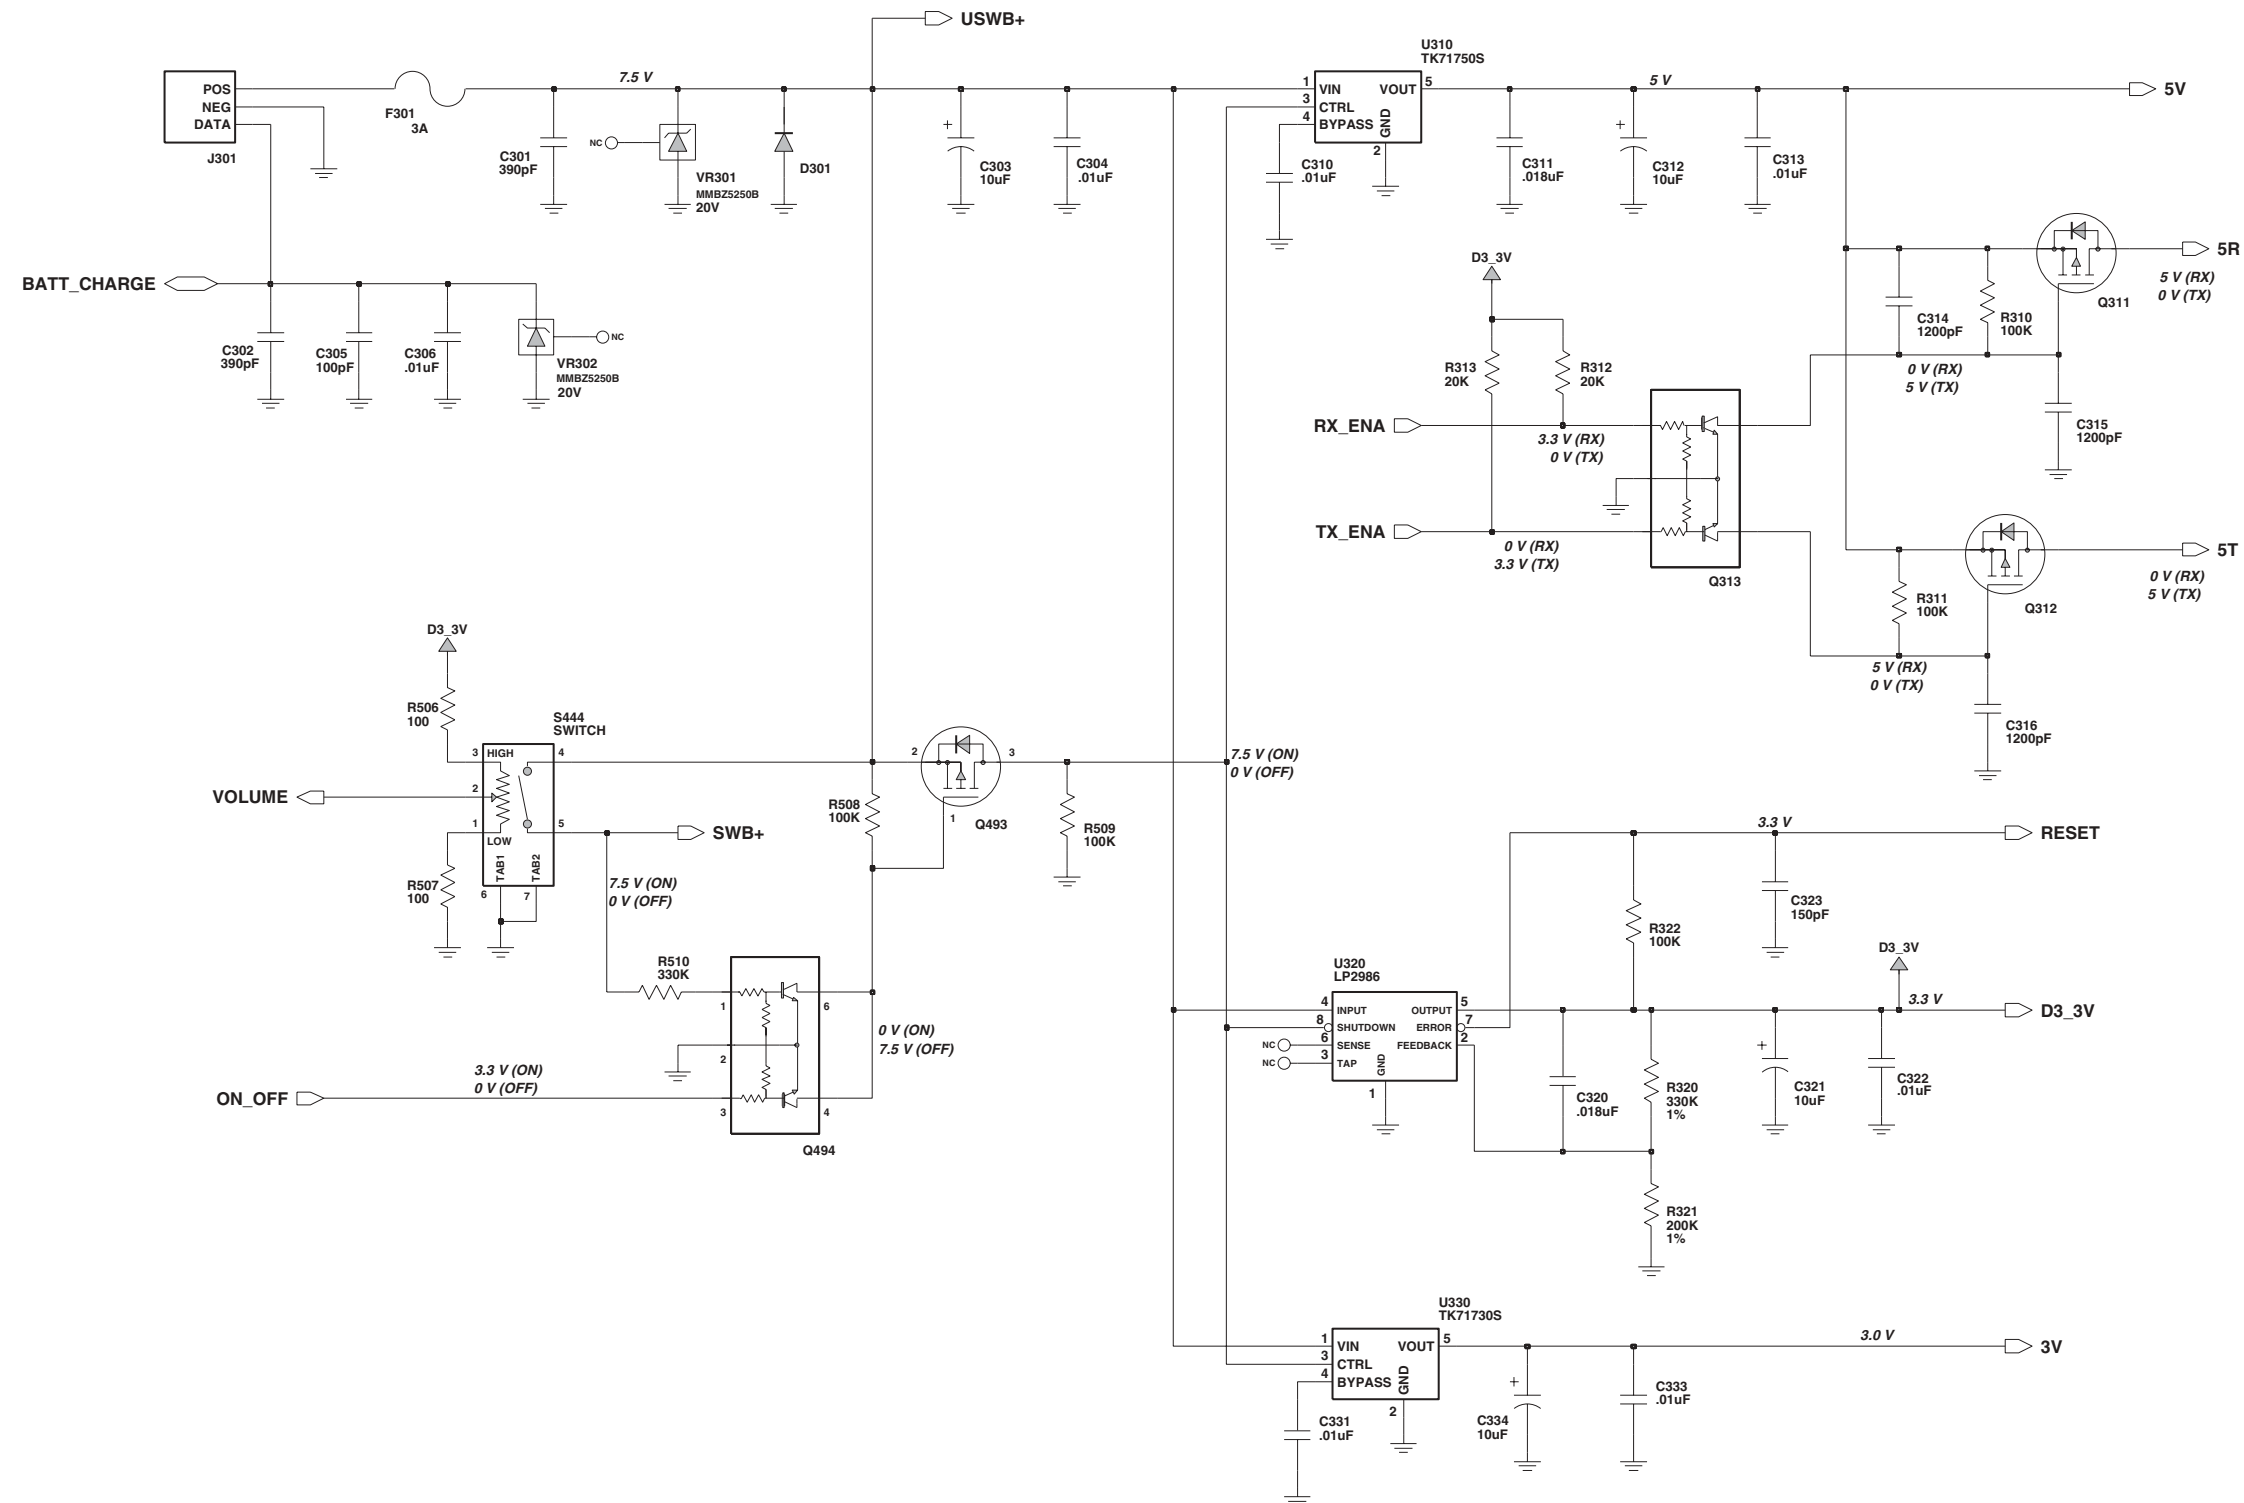 USWB+
POS
NEG
DATA
J301
F301
3A
7.5 V
C301
390pF
NC
VR301
MMBZ5250B
20V
D301
+
C303
10uF
C304
.01uF
U310
TK71750S
1
3
4
VIN
CTRL
BYPASS
VOUT
GND
5
2
C310
.01uF
5 V
C311
.018uF
+
C312
10uF
C313
.01uF
5V
BATT_CHARGE
C302
390pF
C305
100pF
C306
.01uF
VR302
MMBZ5250B
20V
NC
D3_3V
R313
20K
R312
20K
RX_ENA
3.3 V (RX)
0 V (TX)
TX_ENA
0 V (RX)
3.3 V (TX)
Q313
C314
1200pF
R310
100K
Q311
5R
5 V (RX)
0 V (TX)
0 V (RX)
5 V (TX)
C315
1200pF
R311
100K
Q312
5T
0 V (RX)
5 V (TX)
5 V (RX)
0 V (TX)
C316
1200pF
D3_3V
R506
100
S444
SWITCH
3
HIGH
4
VOLUME
2
1
LOW
5
TAB1
TAB2
6
7
R507
100
SWB+
7.5 V (ON)
0 V (OFF)
R508
100K
2
3
1
Q493
R509
100K
7.5 V (ON)
0 V (OFF)
R510
330K
1
6
2
3
4
Q494
0 V (ON)
7.5 V (OFF)
ON_OFF
3.3 V (ON)
0 V (OFF)
3.3 V
RESET
R322
100K
C323
150pF
U320
LP2986
4
8
6
3
INPUT
SHUTDOWN
SENSE
TAP
OUTPUT
ERROR
FEEDBACK
GND
5
7
2
1
NC
NC
C320
.018uF
R320
330K
1%
+
C321
10uF
C322
.01uF
D3_3V
3.3 V
D3_3V
R321
200K
1%
U330
TK71730S
1
3
4
VIN
CTRL
BYPASS
VOUT
GND
5
2
C331
.01uF
+
C334
10uF
C333
.01uF
3.0 V
3V